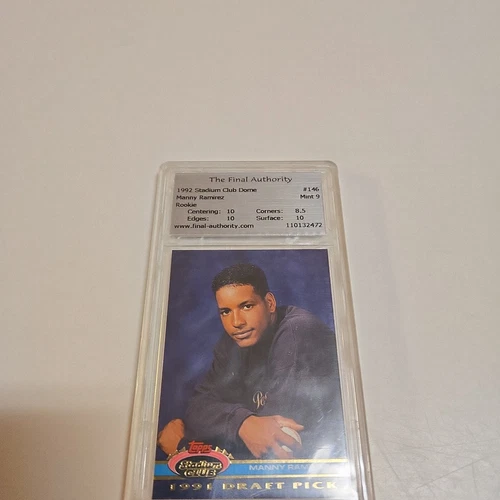 The Final Authority
1992 Stadium Club Dome #146
Manny Ramirez Mint 9
Rookie
Centering: 10 Corners: 8.5
Edges: 10 Surface: 10
www.final-authority.com 110132472
Topps
Stadium
Club
MANNY RAM
1991 DRAFT PICK